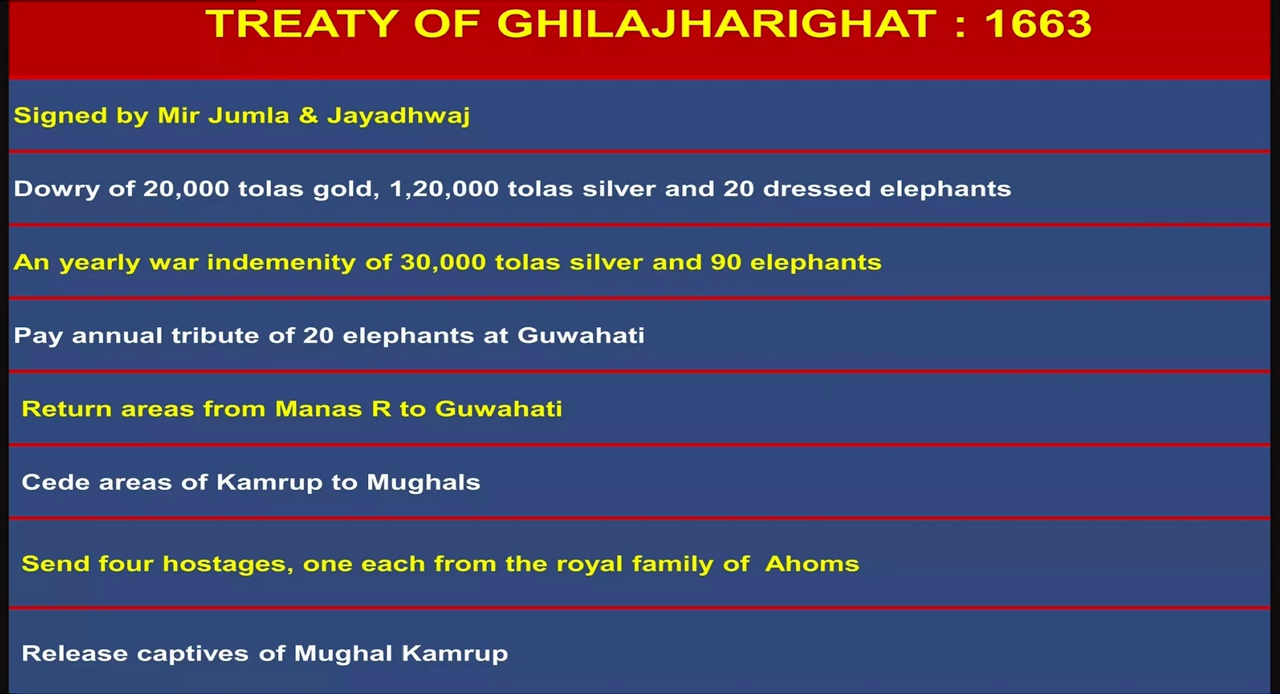 TREATY OF GHILAJHARIGHAT : 1663
Signed by Mir Jumla & Jayadhwaj
Dowry of 20,000 tolas gold, 1,20,000 tolas silver and 20 dressed elephants
An yearly war indemenity of 30,000 tolas silver and 90 elephants
Pay annual tribute of 20 elephants at Guwahati
Return areas from Manas R to Guwahati
Cede areas of Kamrup to Mughals
Send four hostages, one each from the royal family of Ahoms
Release captives of Mughal Kamrup